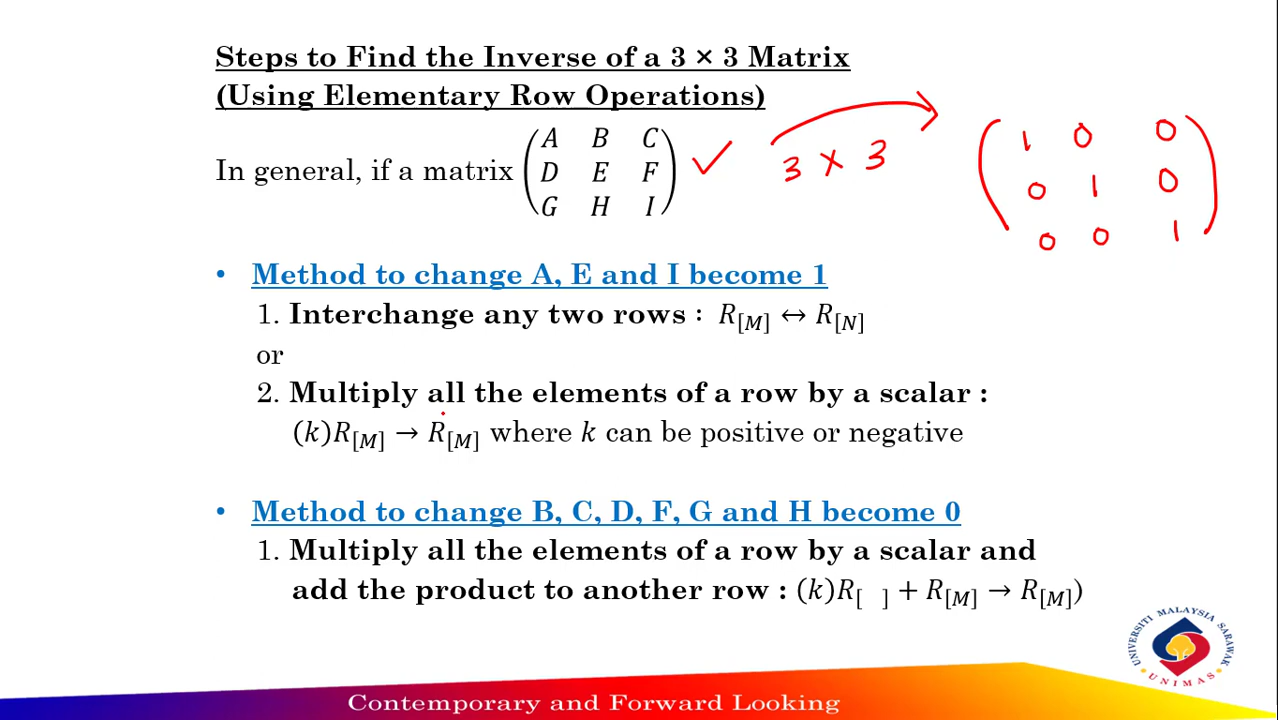 Steps to Find the Inverse of a 3 × 3 Matrix
(Using Elementary Row Operations)
In general, if a matrix
A B C
D E F
G H I
3 × 3
1 0 0
0 1 0
0 0 1
• Method to change A, E and I become 1
1. Interchange any two rows : R[M] ↔ R[N]
or
2. Multiply all the elements of a row by a scalar :
(k)R[M] → R[M] where k can be positive or negative
• Method to change B, C, D, F, G and H become 0
1. Multiply all the elements of a row by a scalar and
add the product to another row : (k)R[ ] + R[M] → R[M])
UNIVERSITI MALAYSIA SARAWAK
UNIMAS
Contemporary and Forward Looking